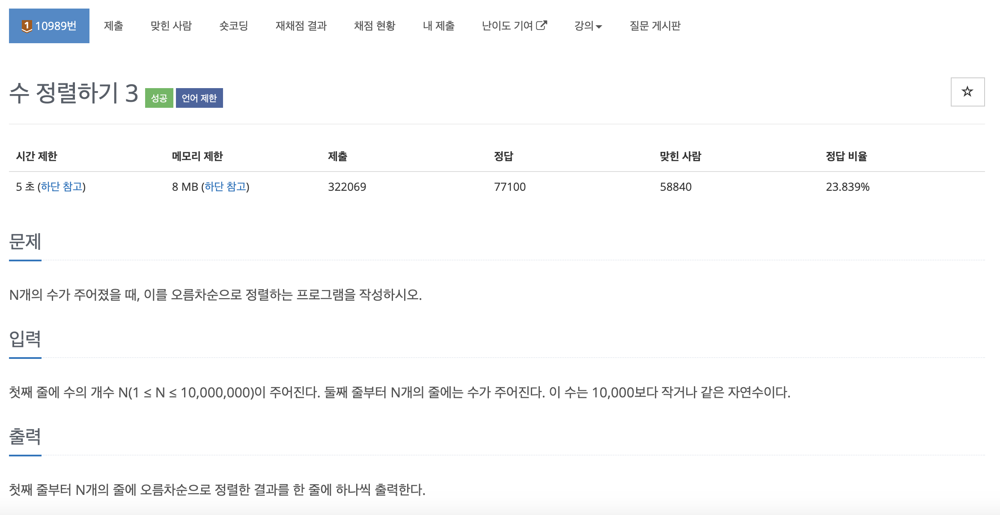 1 10989번 제출 맞힌 사람 숏코딩 재채점 결과 채점 현황 내 제출 난이도 기여 강의 질문 게시판
수 정렬하기 3 성공 언어 제한
시간 제한 메모리 제한 제출 정답 맞힌 사람 정답 비율
5 초 (하단 참고) 8 MB (하단 참고) 322069 77100 58840 23.839%
문제
N개의 수가 주어졌을 때, 이를 오름차순으로 정렬하는 프로그램을 작성하시오.
입력
첫째 줄에 수의 개수 N(1 ≤ N ≤ 10,000,000)이 주어진다. 둘째 줄부터 N개의 줄에는 수가 주어진다. 이 수는 10,000보다 작거나 같은 자연수이다.
출력
첫째 줄부터 N개의 줄에 오름차순으로 정렬한 결과를 한 줄에 하나씩 출력한다.